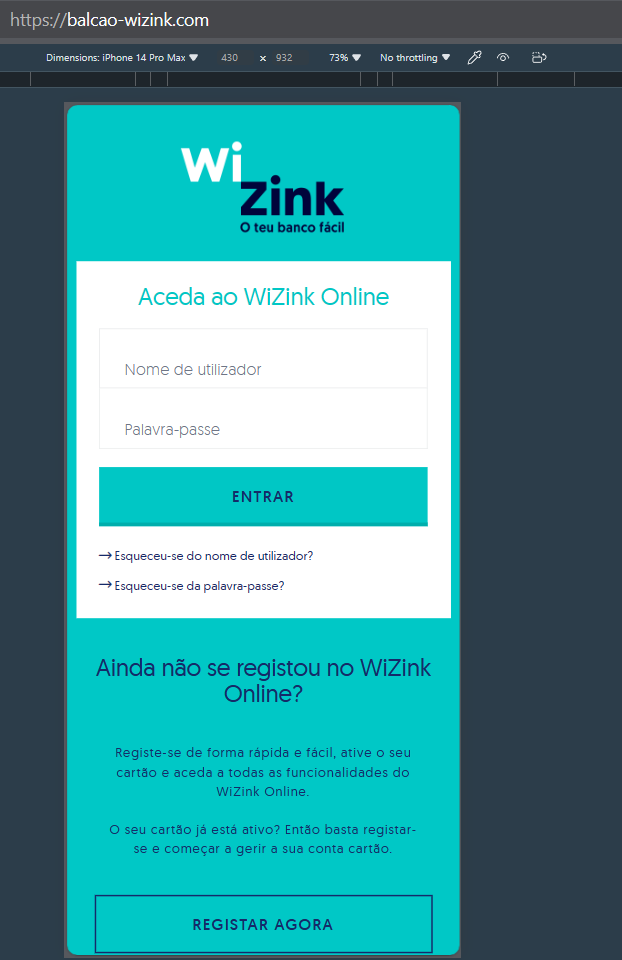 https://balcao-wizink.com
Dimensions: iPhone 14 Pro Max ▼ 430 × 932 73% ▼ No throttling ▼
Wi
Zink
O teu banco fácil
Aceda ao WiZink Online
Nome de utilizador
Palavra-passe
ENTRAR
→ Esqueceu-se do nome de utilizador?
→ Esqueceu-se da palavra-passe?
Ainda não se registou no WiZink
Online?
Registe-se de forma rápida e fácil, ative o seu
cartão e aceda a todas as funcionalidades do
WiZink Online.
O seu cartão já está ativo? Então basta registar-
se e começar a gerir a sua conta cartão.
REGISTAR AGORA